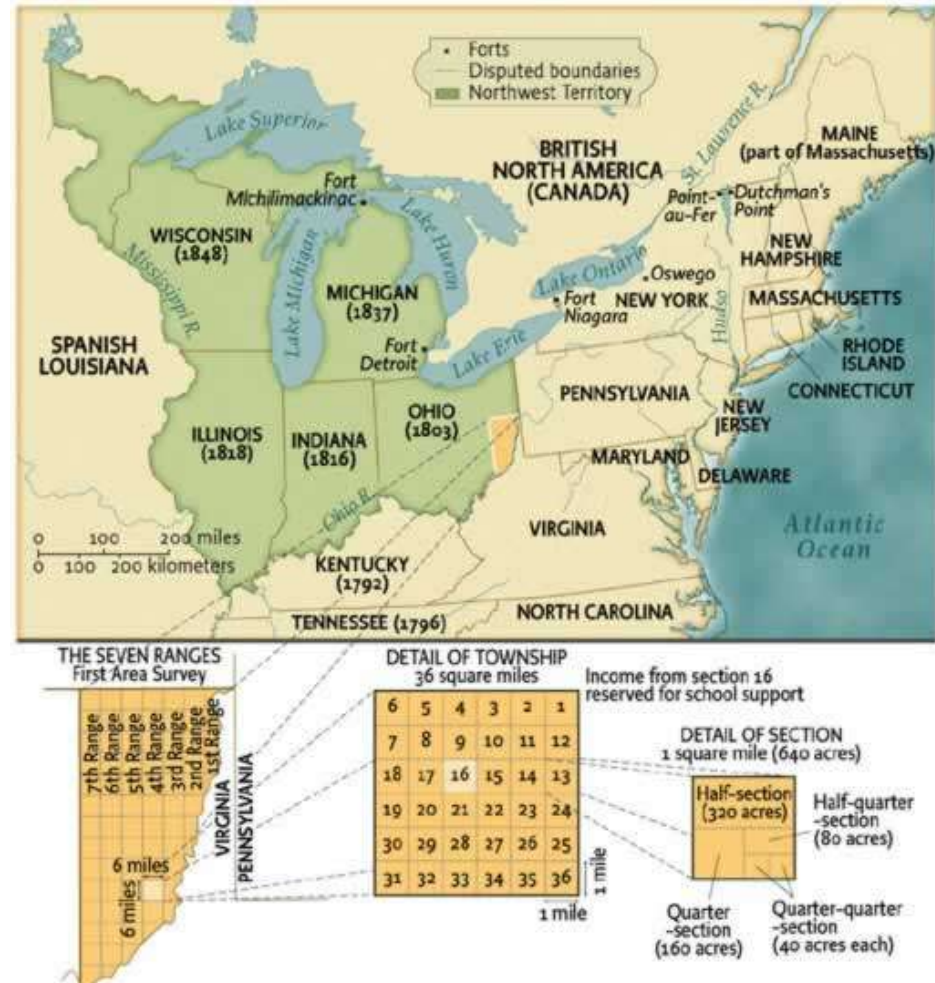 Forts
Disputed boundaries
Northwest Territory
Lake Superior
BRITISH
NORTH AMERICA
(CANADA)
St. Lawrence R.
MAINE
(part of Massachusetts)
Fort
Michilimackinac
Point-
au-Fer
Dutchman's
Point
WISCONSIN
(1848)
Mississippi R.
Lake Michigan
Lake Huron
MICHIGAN
(1837)
Lake Ontario
Oswego
Fort
Niagara
NEW YORK
Hudso
NEW
HAMPSHIRE
MASSACHUSETTS
RHODE
ISLAND
CONNECTICUT
SPANISH
LOUISIANA
Fort
Detroit
Lake Erie
PENNSYLVANIA
NEW
JERSEY
ILLINOIS
(1818)
INDIANA
(1816)
OHIO
(1803)
MARYLAND
DELAWARE
Ohio R.
VIRGINIA
Atlantic
Ocean
0 200 miles
0 100 200 kilometers
KENTUCKY
(1792)
TENNESSEE (1796)
NORTH CAROLINA
THE SEVEN RANGES
First Area Survey
7th Range
6th Range
5th Range
4th Range
3rd Range
2nd Range
1st Range
VIRGINIA
PENNSYLVANIA
6 miles
6 miles
DETAIL OF TOWNSHIP
36 square miles
Income from section 16
reserved for school support
6 5 4 3 2 1
7 8 9 10 11 12
18 17 16 15 14 13
19 20 21 22 23 24
30 29 28 27 26 25
31 32 33 34 35 36
1 mile
1 mile
DETAIL OF SECTION
1 square mile (640 acres)
Half-section
(320 acres)
Half-quarter
-section
(80 acres)
Quarter
-section
(160 acres)
Quarter-quarter
-section
(40 acres each)